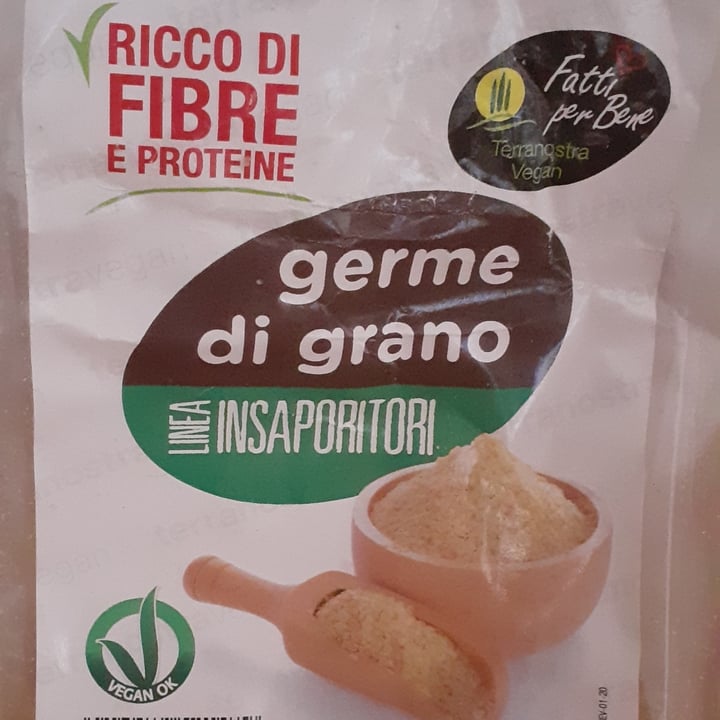 RICCO DI
FIBRE
E PROTEINE
Fatti
per Bene
Terranostra
Vegan
germe
di grano
LINEA INSAPORITORI
VEGAN OK